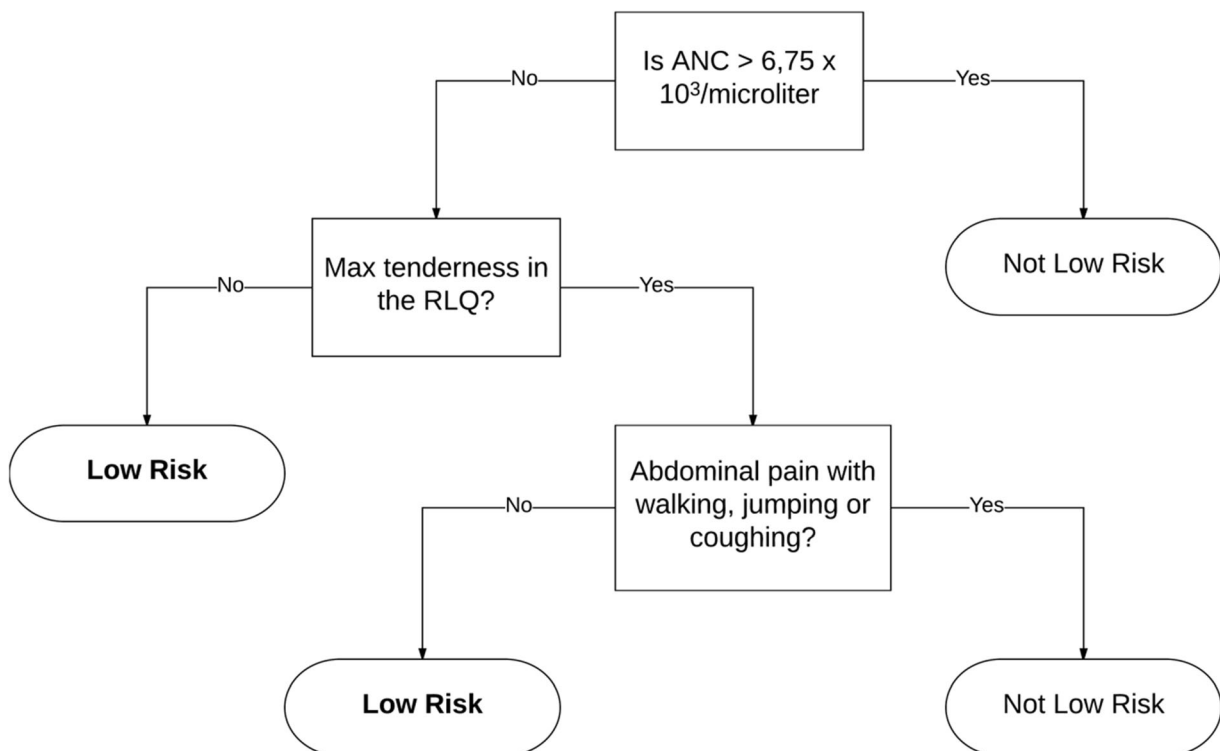 Is ANC > 6,75 x
10³/microliter
No
Yes
Max tenderness in
the RLQ?
Not Low Risk
No
Yes
Low Risk
Abdominal pain with
walking, jumping or
coughing?
No
Yes
Low Risk
Not Low Risk